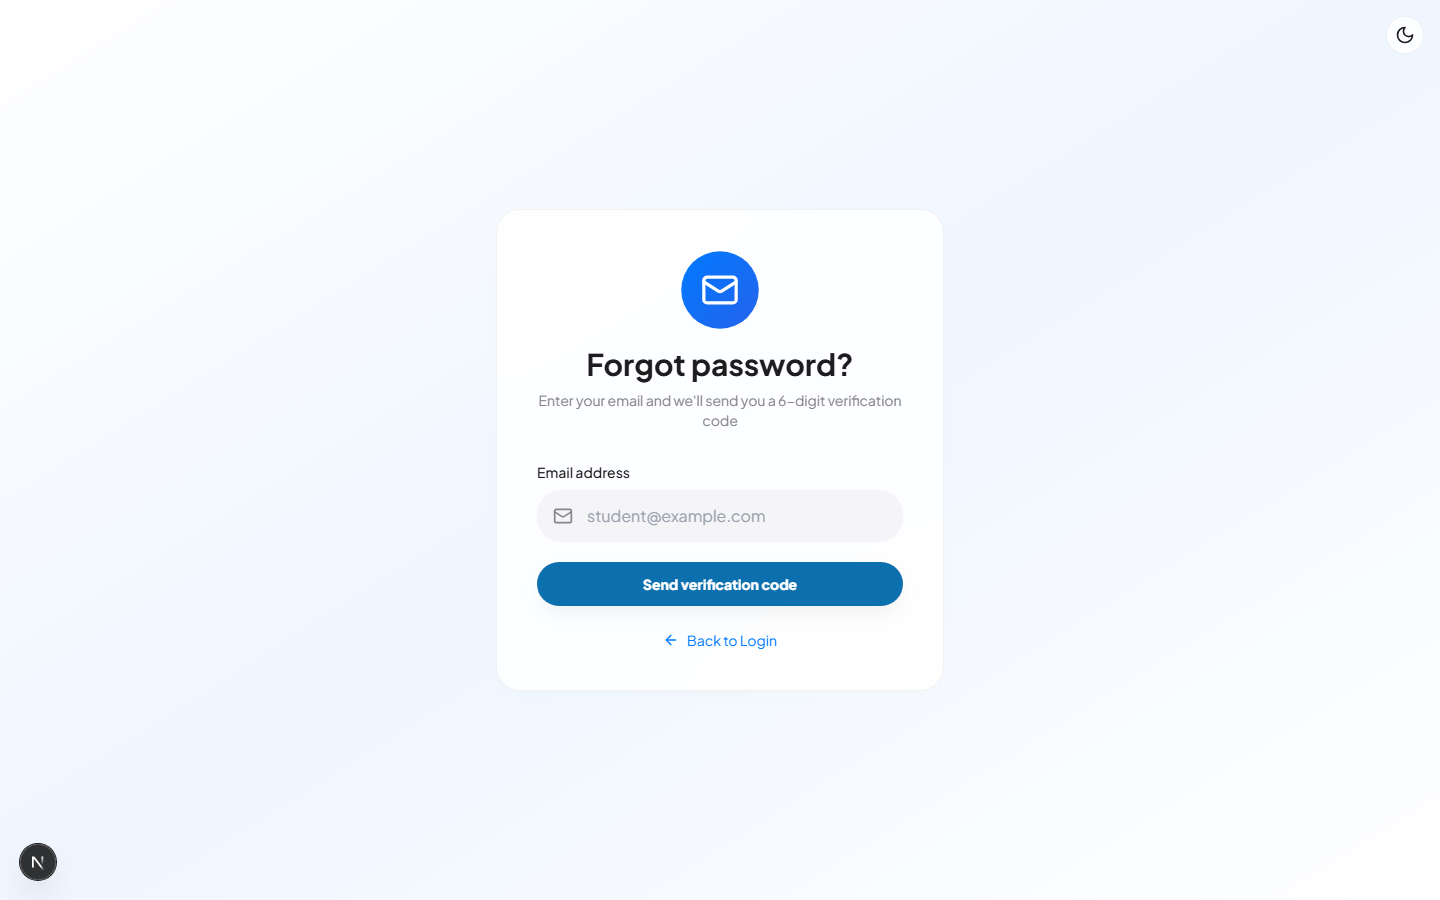 Forgot password?
Enter your email and we'll send you a 6-digit verification
code
Email address
student@example.com
Send verification code
Back to Login
N